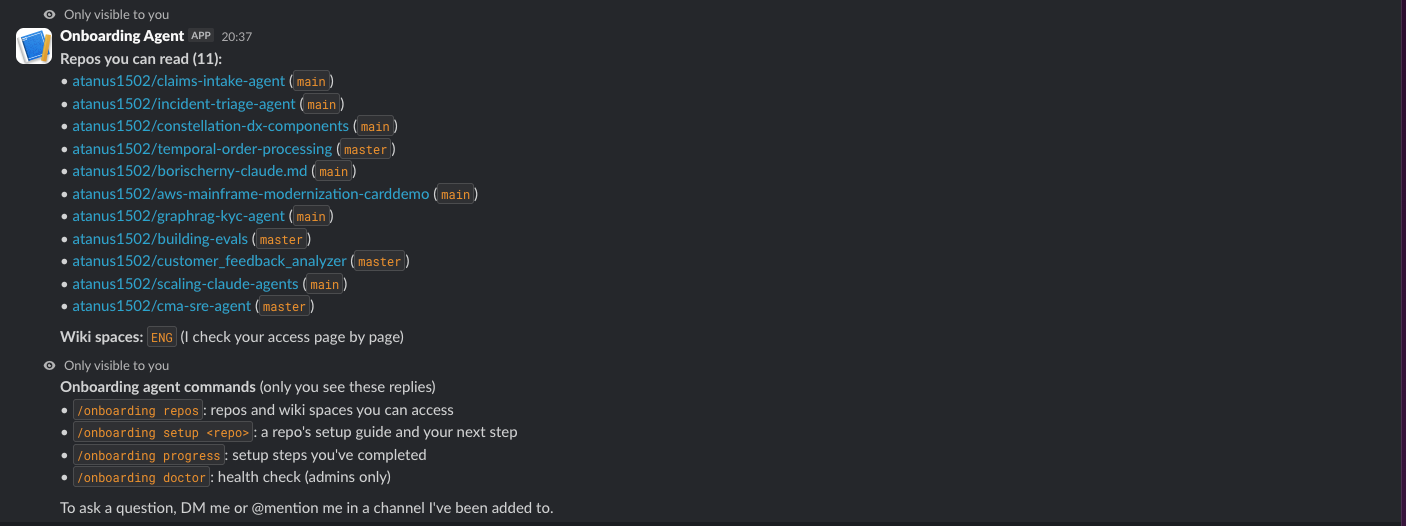 Only visible to you
Onboarding Agent APP 20:37
Repos you can read (11):
• atanus1502/claims-intake-agent (main)
• atanus1502/incident-triage-agent (main)
• atanus1502/constellation-dx-components (main)
• atanus1502/temporal-order-processing (master)
• atanus1502/borischerny-claude.md (main)
• atanus1502/aws-mainframe-modernization-carddemo (main)
• atanus1502/graphrag-kyc-agent (main)
• atanus1502/building-evals (master)
• atanus1502/customer_feedback_analyzer (master)
• atanus1502/scaling-claude-agents (main)
• atanus1502/cma-sre-agent (master)
Wiki spaces: ENG (I check your access page by page)
Only visible to you
Onboarding agent commands (only you see these replies)
• /onboarding repos: repos and wiki spaces you can access
• /onboarding setup <repo>: a repo's setup guide and your next step
• /onboarding progress: setup steps you've completed
• /onboarding doctor: health check (admins only)
To ask a question, DM me or @mention me in a channel I've been added to.